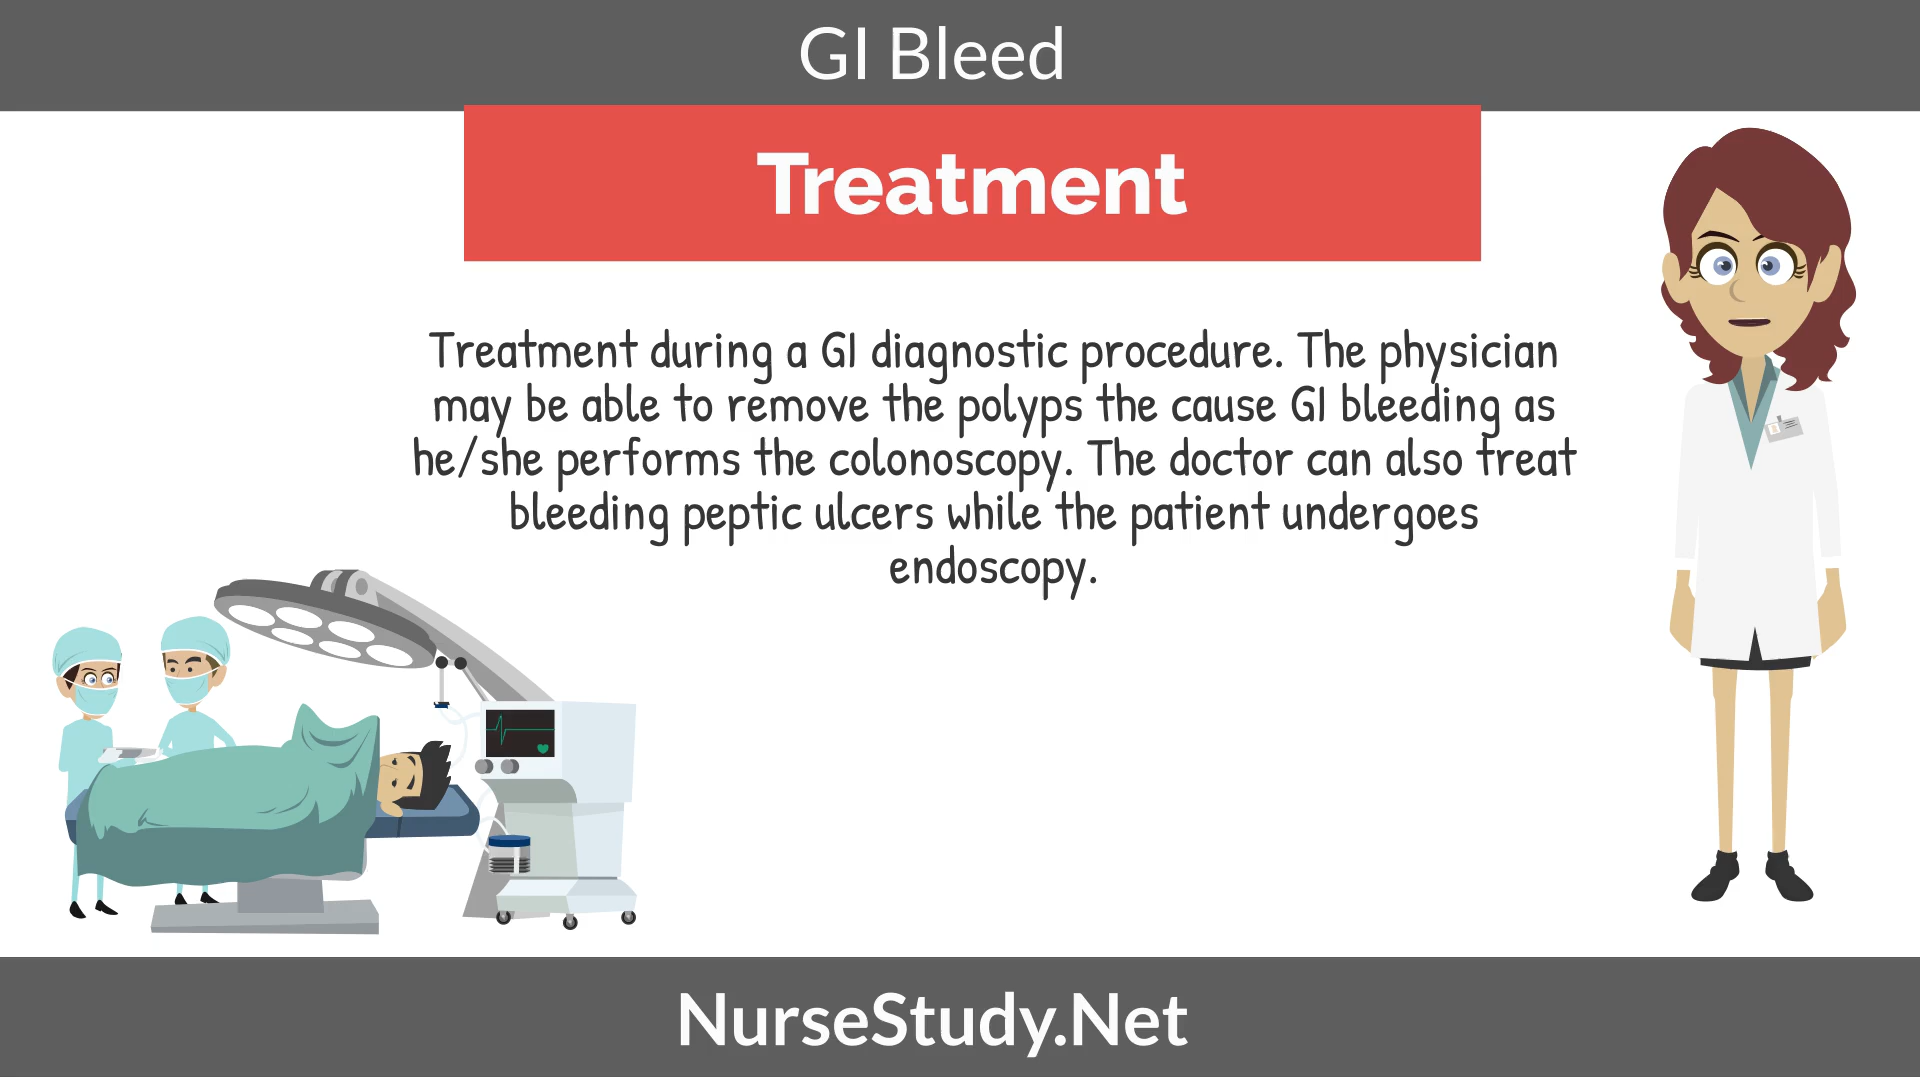 GI Bleed
Treatment
Treatment during a GI diagnostic procedure. The physician
may be able to remove the polyps the cause GI bleeding as
he/she performs the colonoscopy. The doctor can also treat
bleeding peptic ulcers while the patient undergoes
endoscopy.
NurseStudy.Net